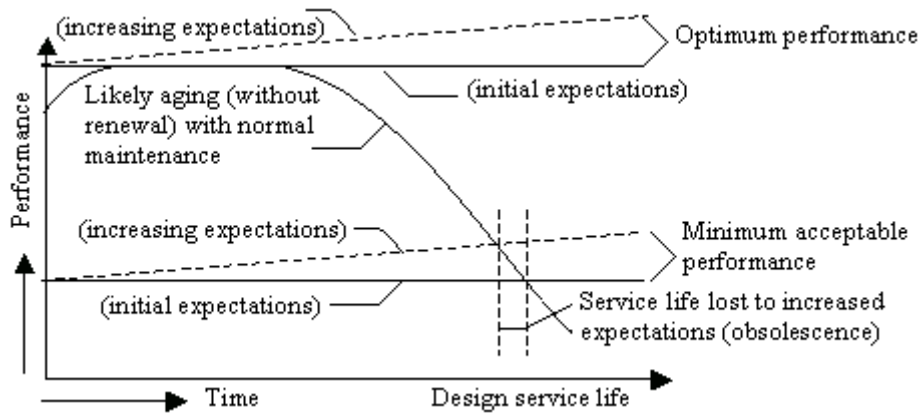 (increasing expectations)
Optimum performance
(initial expectations)
Likely aging (without
renewal) with normal
maintenance
Performance
(increasing expectations)
Minimum acceptable
performance
(initial expectations)
Service life lost to increased
expectations (obsolescence)
Time
Design service life